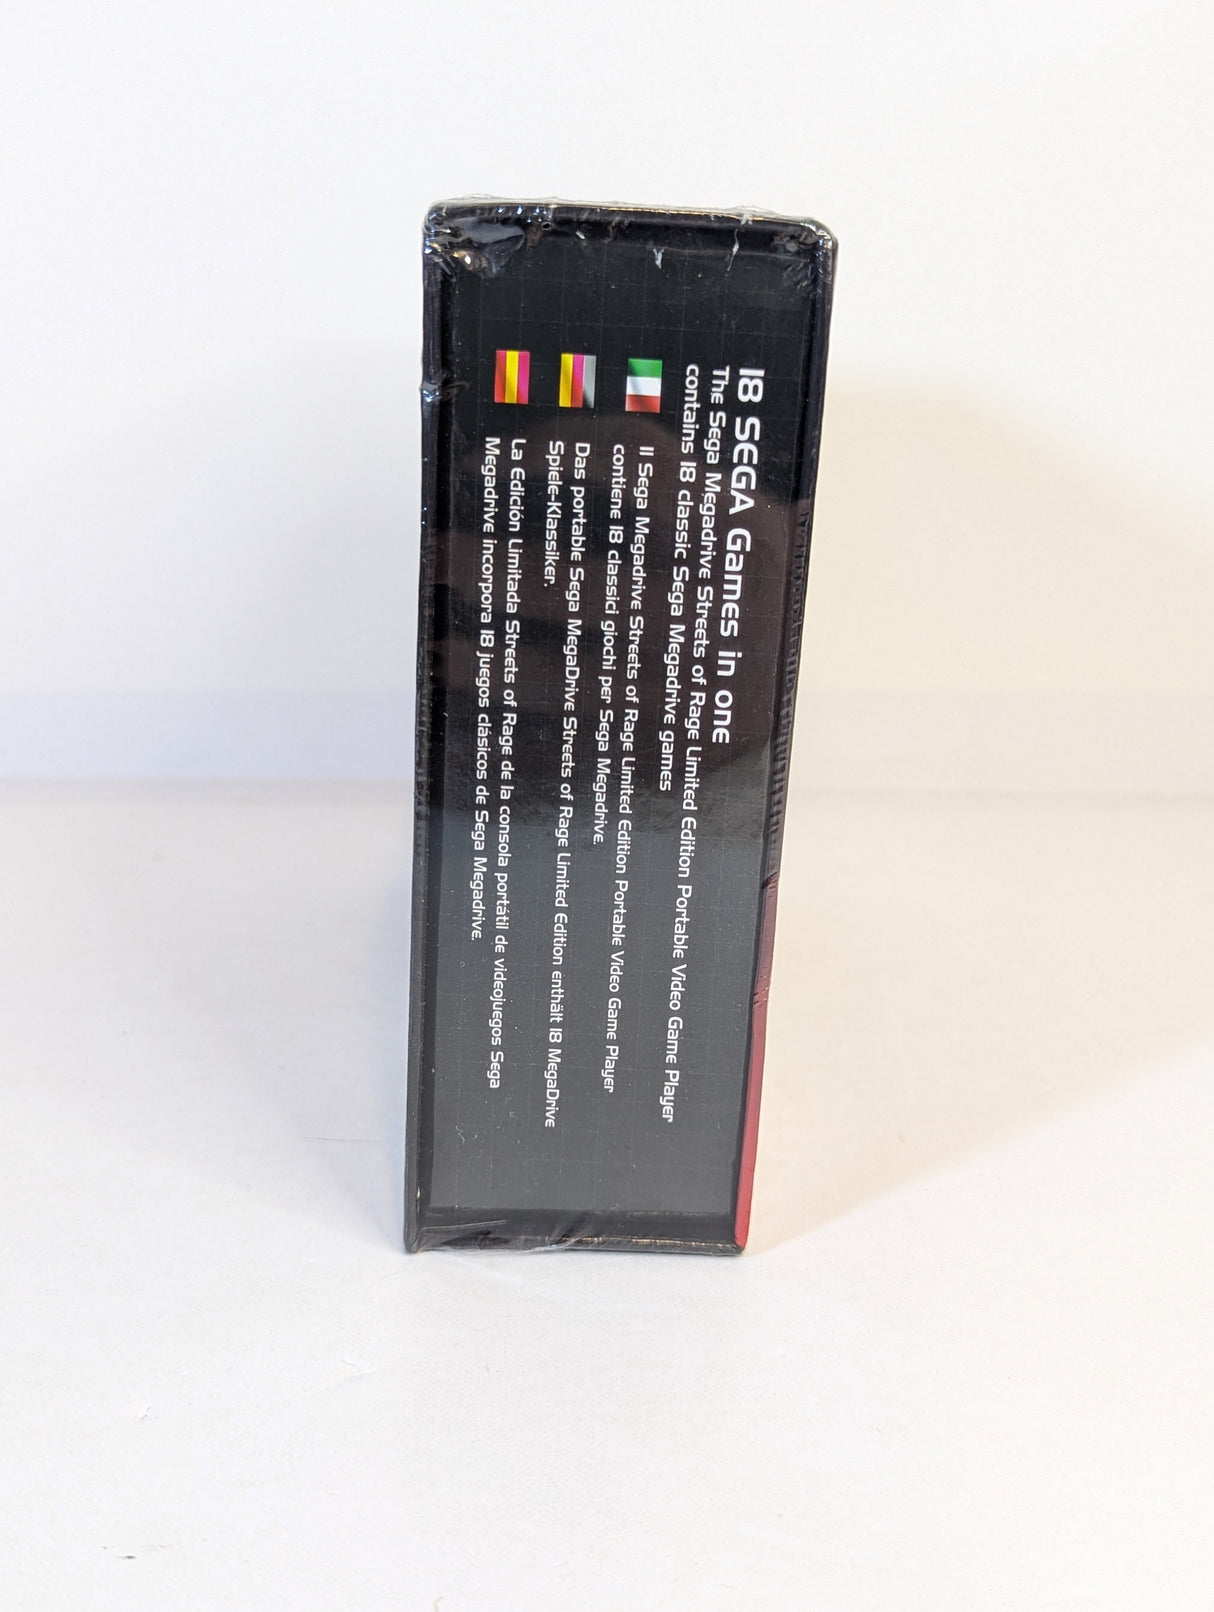 18 SEGA Games in one
The Sega Megadrive Streets of Rage Limited Edition Portable Video Game Player
contains 18 classic Sega Megadrive games
Il Sega Megadrive Streets of Rage Limited Edition Portable Video Game Player
contiene 18 classici giochi per Sega Megadrive.
Das portable Sega MegaDrive Streets of Rage Limited Edition enthält 18 MegaDrive
Spiele-Klassiker.
La Edición Limitada Streets of Rage de la consola portátil de videojuegos Sega
Megadrive incorpora 18 juegos clásicos de Sega Megadrive.